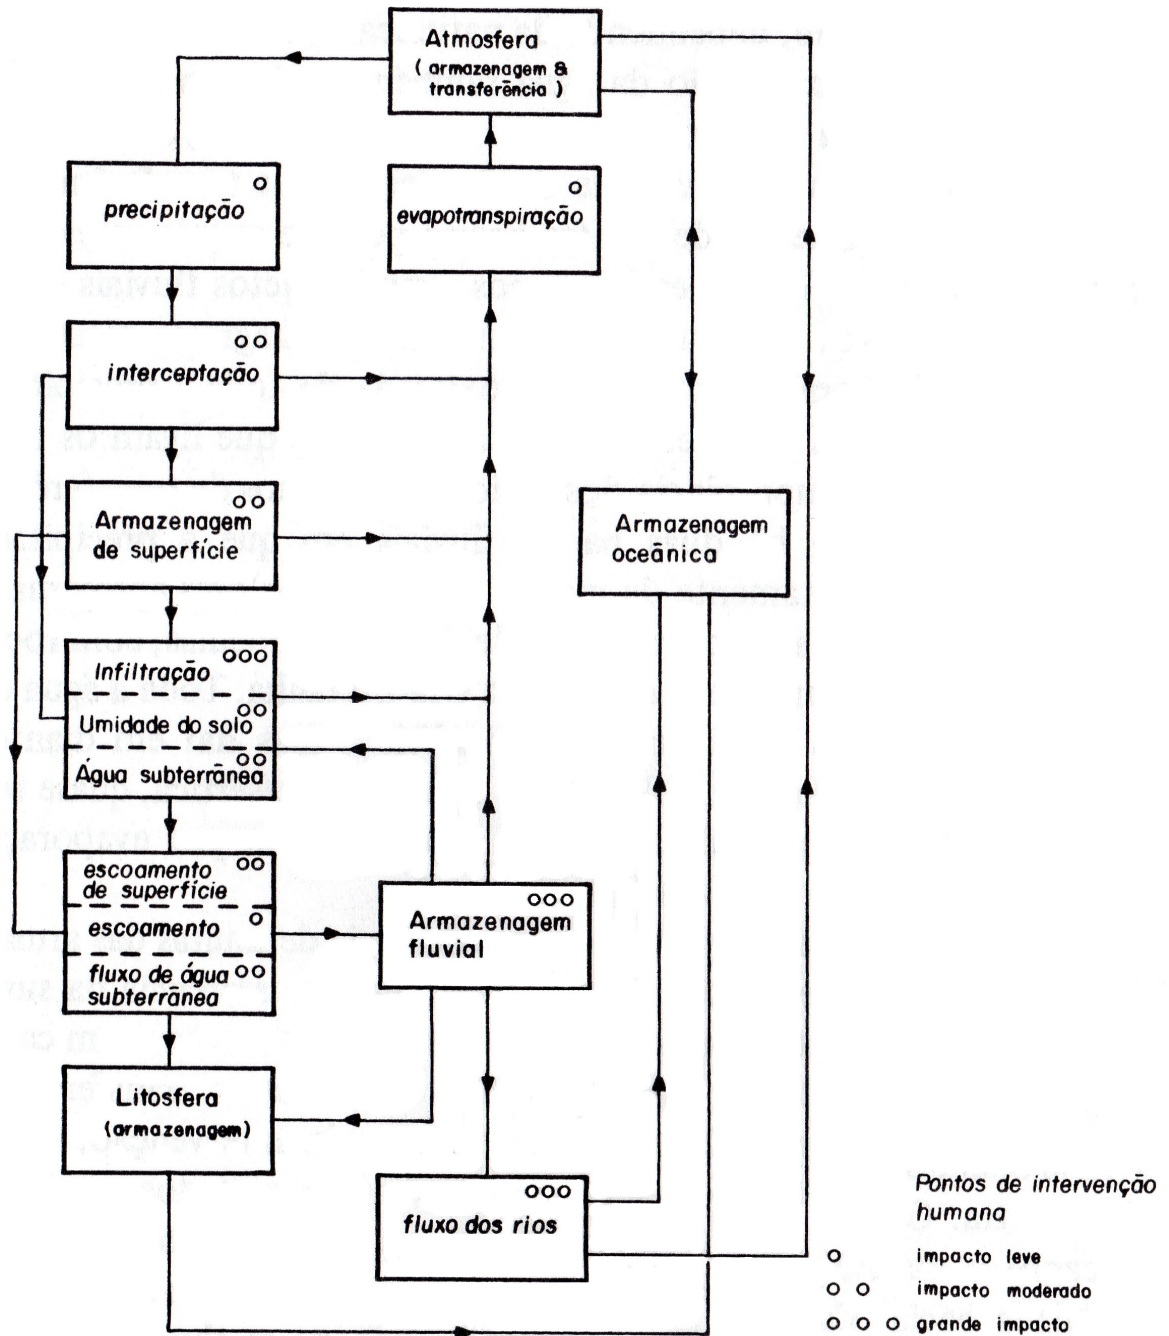 Atmosfera
( armazenagem &
transferência )
precipitação
evapotranspiração
interceptação
Armazenagem
de superfície
Armazenagem
oceânica
Infiltração
Umidade do solo
Água subterrânea
escoamento
de superfície
escoamento
fluxo de água
subterrânea
Armazenagem
fluvial
Litosfera
(armazenagem)
fluxo dos rios
Pontos de intervenção
humana
impacto leve
impacto moderado
grande impacto